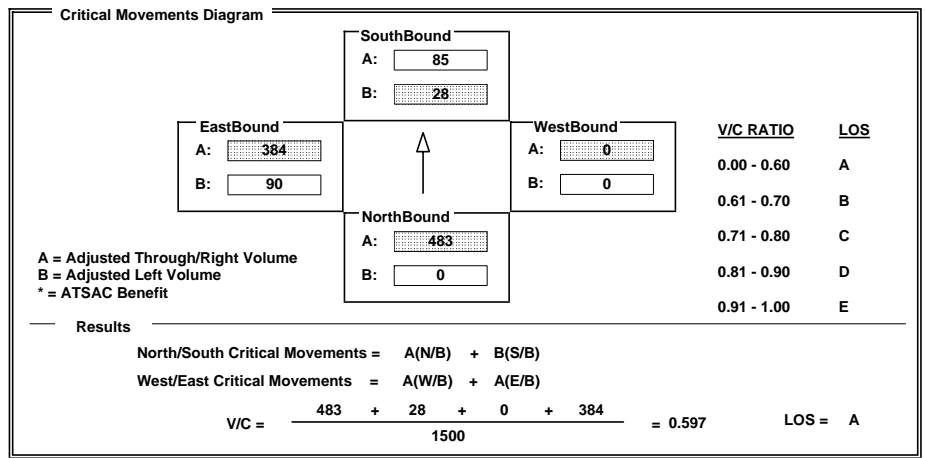 Critical Movements Diagram
SouthBound
A: 85
B: 28
EastBound
A: 384
B: 90
WestBound
A: 0
B: 0
NorthBound
A: 483
B: 0
A = Adjusted Through/Right Volume
B = Adjusted Left Volume
* = ATSAC Benefit
V/C RATIO LOS
0.00 - 0.60 A
0.61 - 0.70 B
0.71 - 0.80 C
0.81 - 0.90 D
0.91 - 1.00 E
Results
North/South Critical Movements = A(N/B) + B(S/B)
West/East Critical Movements = A(W/B) + A(E/B)
483 + 28 + 0 + 384
V/C = = 0.597 LOS = A
1500